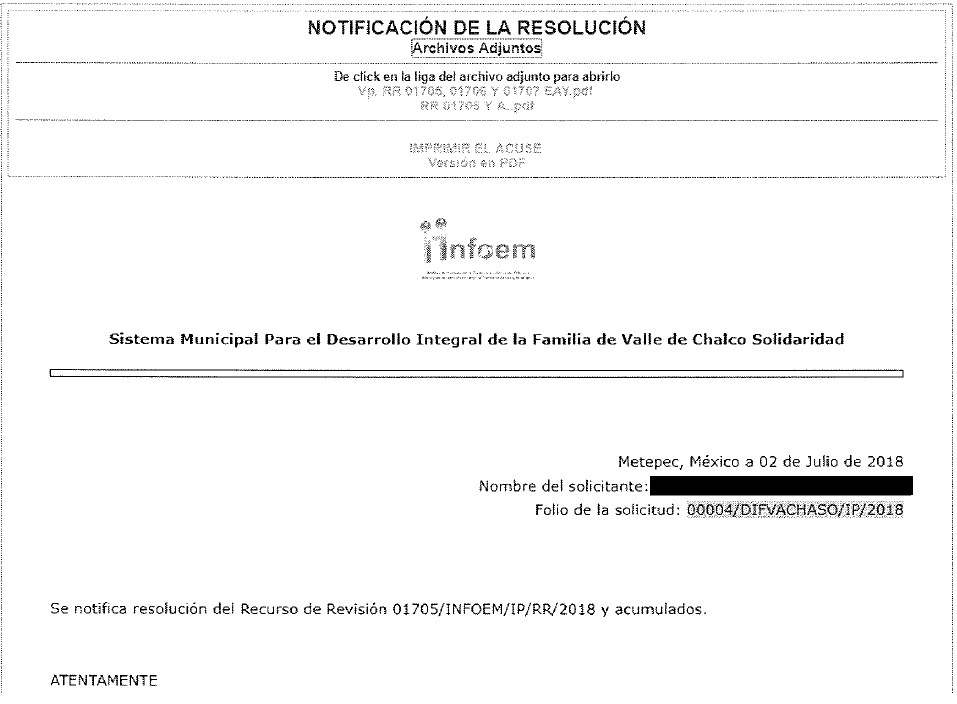 NOTIFICACIÓN DE LA RESOLUCIÓN
Archivos Adjuntos
De click en la liga del archivo adjunto para abrirlo
Vp. RR 01705, 01706 Y 01707 EAY.pdf
RR 01705 Y A..pdf
IMPRIMIR EL ACUSE
Versión en PDF
infoem
Sistema Municipal Para el Desarrollo Integral de la Familia de Valle de Chalco Solidaridad
Metepec, México a 02 de Julio de 2018
Nombre del solicitante:
Folio de la solicitud: 00004/DIFVACHASO/IP/2018
Se notifica resolución del Recurso de Revisión 01705/INFOEM/IP/RR/2018 y acumulados.
ATENTAMENTE